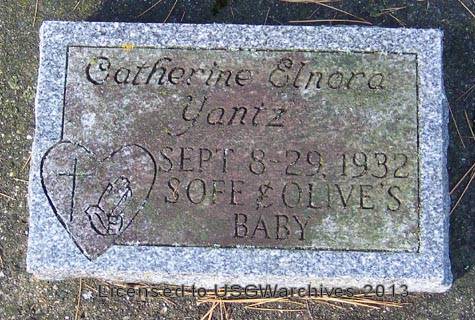 Catherine Elnora
Yantz
SEPT 8-29, 1932
SOFE & OLIVE'S
BABY
Licensed to USGWarchives 2013